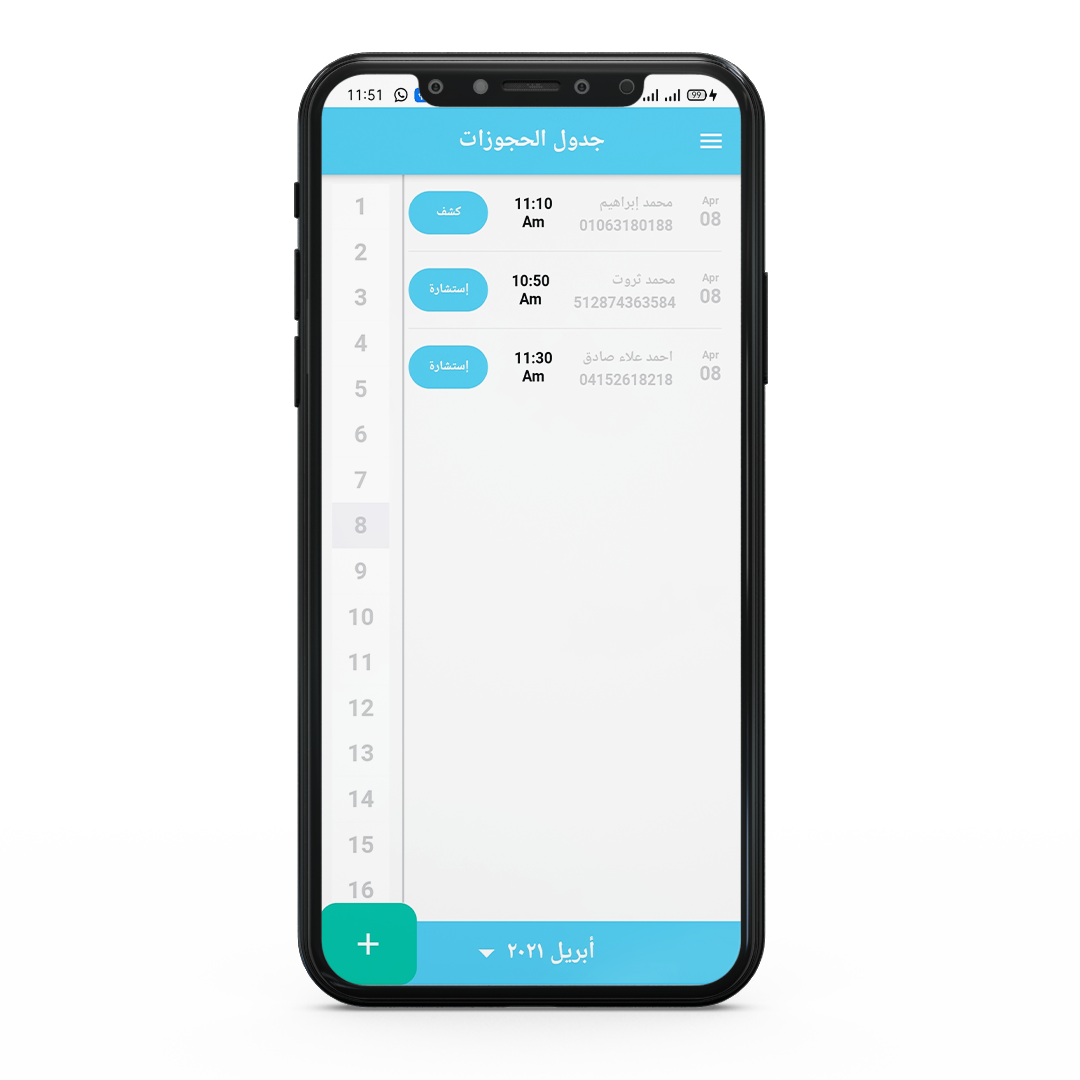 11:51
99
جدول الحجوزات
1
2
3
4
5
6
7
8
9
10
11
12
13
14
15
16
Apr
08
محمد إبراهيم
01063180188
11:10
Am
كشف
Apr
08
محمد ثروت
512874363584
10:50
Am
إستشارة
Apr
08
احمد علاء صادق
04152618218
11:30
Am
إستشارة
أبريل ٢٠٢١
+